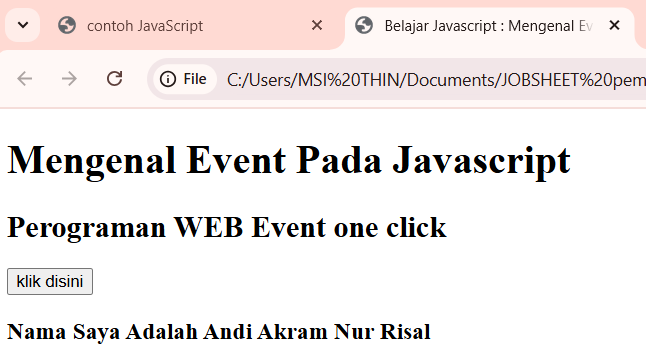 contoh JavaScript
Belajar Javascript : Mengenal Ev
File C:/Users/MSI%20THIN/Documents/JOBSHEET%20pem
Mengenal Event Pada Javascript
Perograman WEB Event one click
klik disini
Nama Saya Adalah Andi Akram Nur Risal